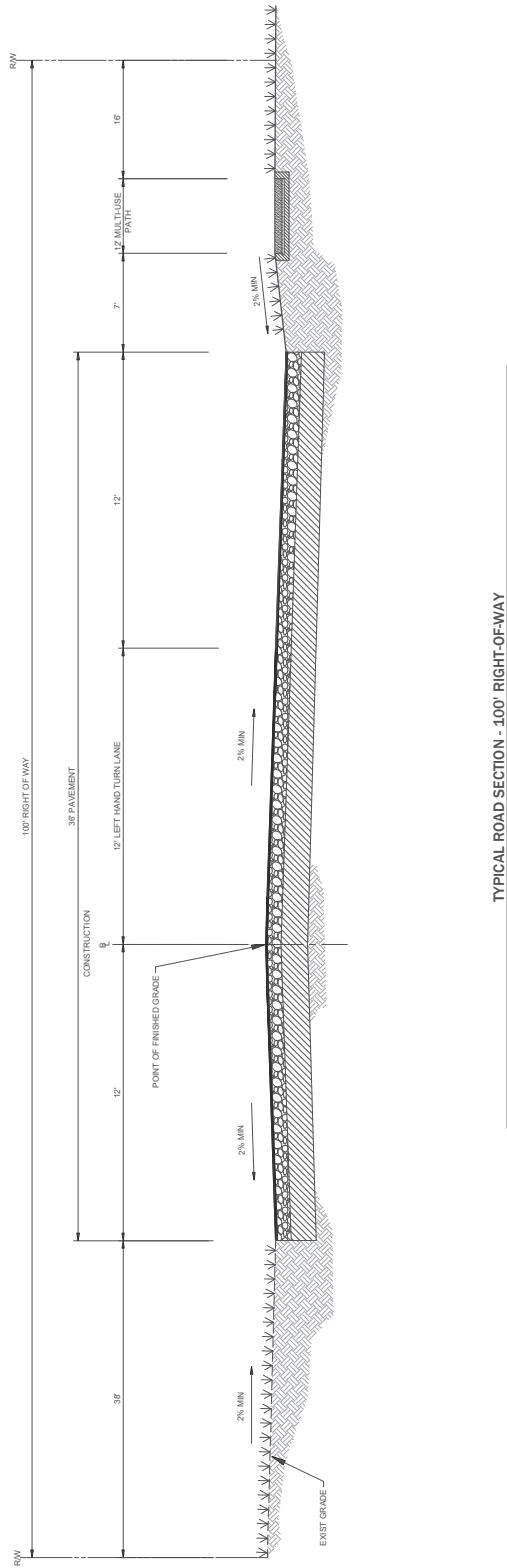 R/W
R/W
100' RIGHT OF WAY
36' PAVEMENT
CONSTRUCTION
B
L
38'
12'
12' LEFT HAND TURN LANE
12'
7'
12' MULTI-USE
PATH
16'
POINT OF FINISHED GRADE
2% MIN
2% MIN
2% MIN
2% MIN
EXIST GRADE
TYPICAL ROAD SECTION - 100' RIGHT-OF-WAY